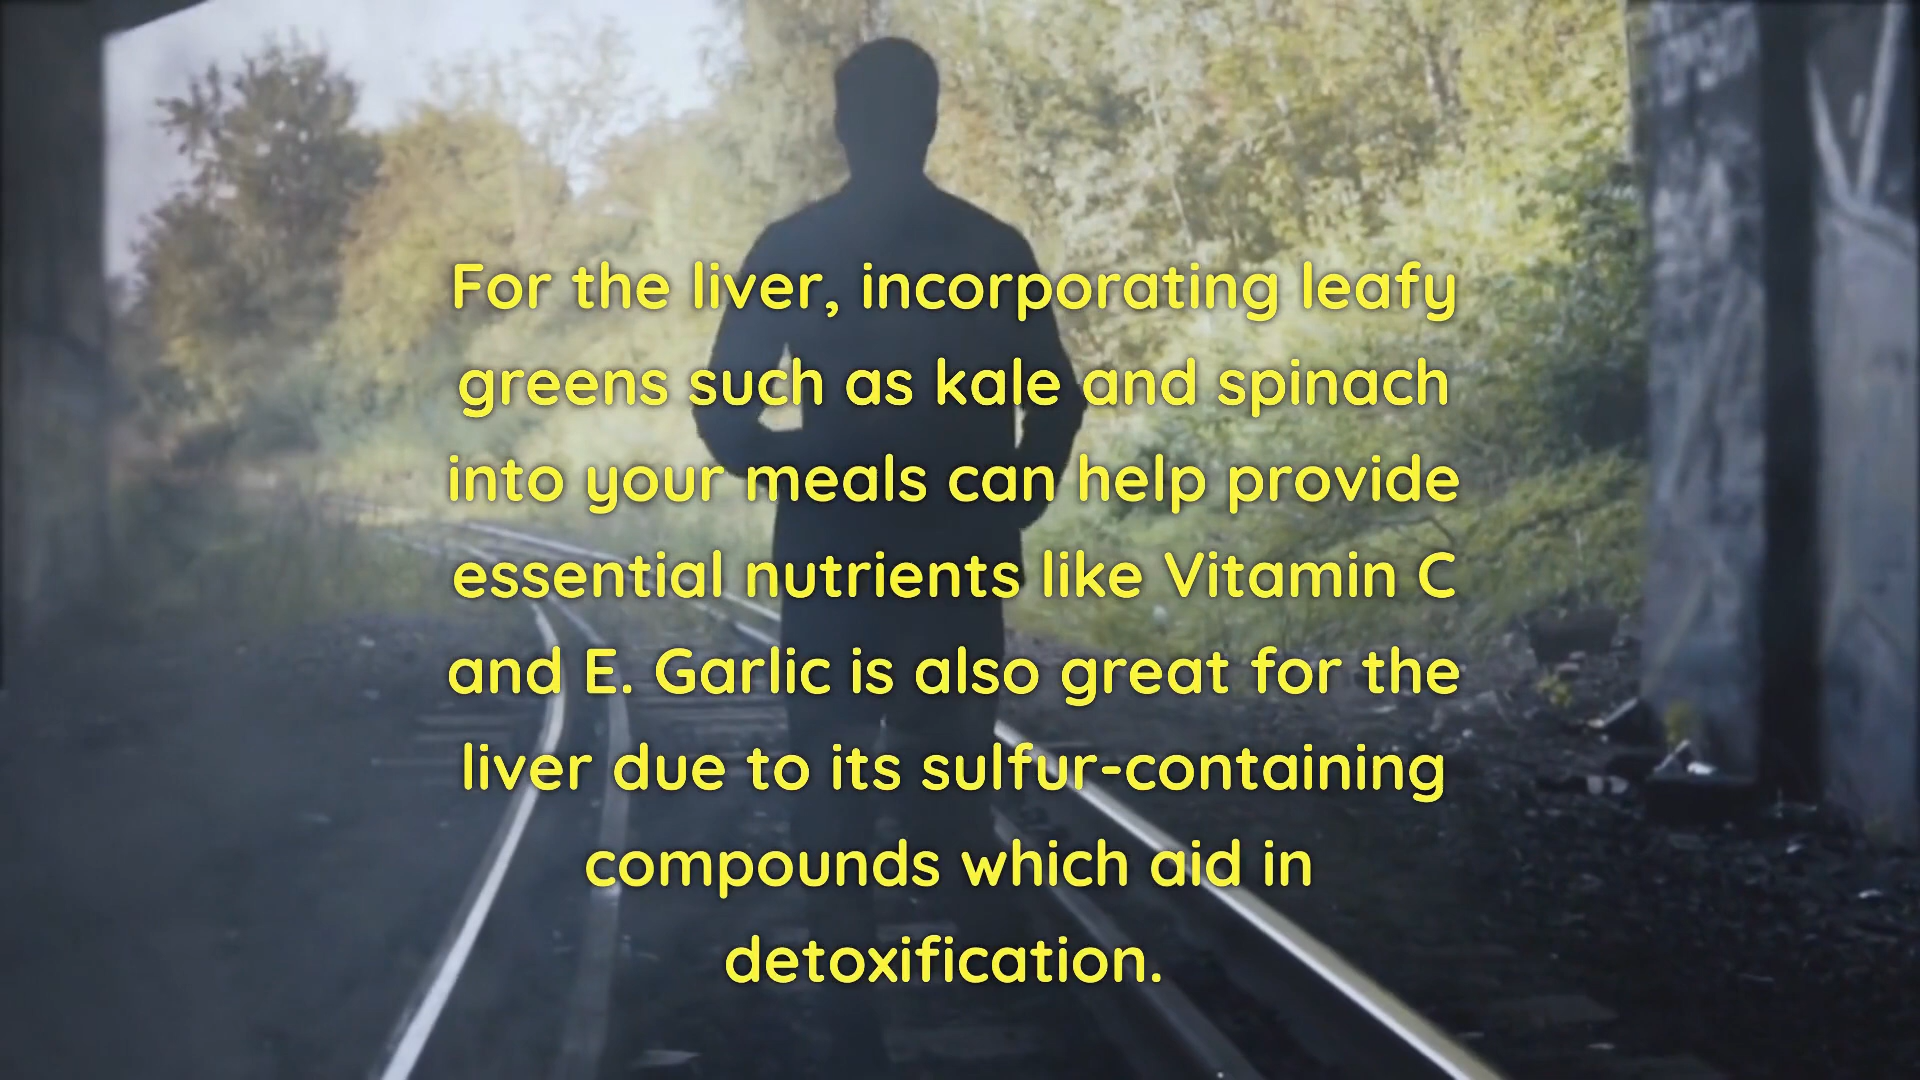 For the liver, incorporating leafy
greens such as kale and spinach
into your meals can help provide
essential nutrients like Vitamin C
and E. Garlic is also great for the
liver due to its sulfur-containing
compounds which aid in
detoxification.